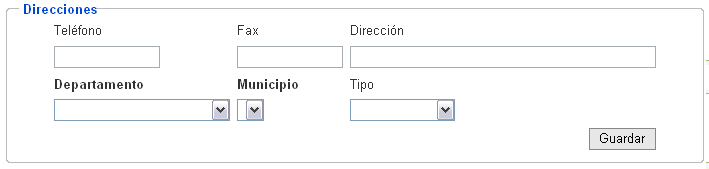 Direcciones
Teléfono Fax Dirección
Departamento Municipio Tipo
Guardar